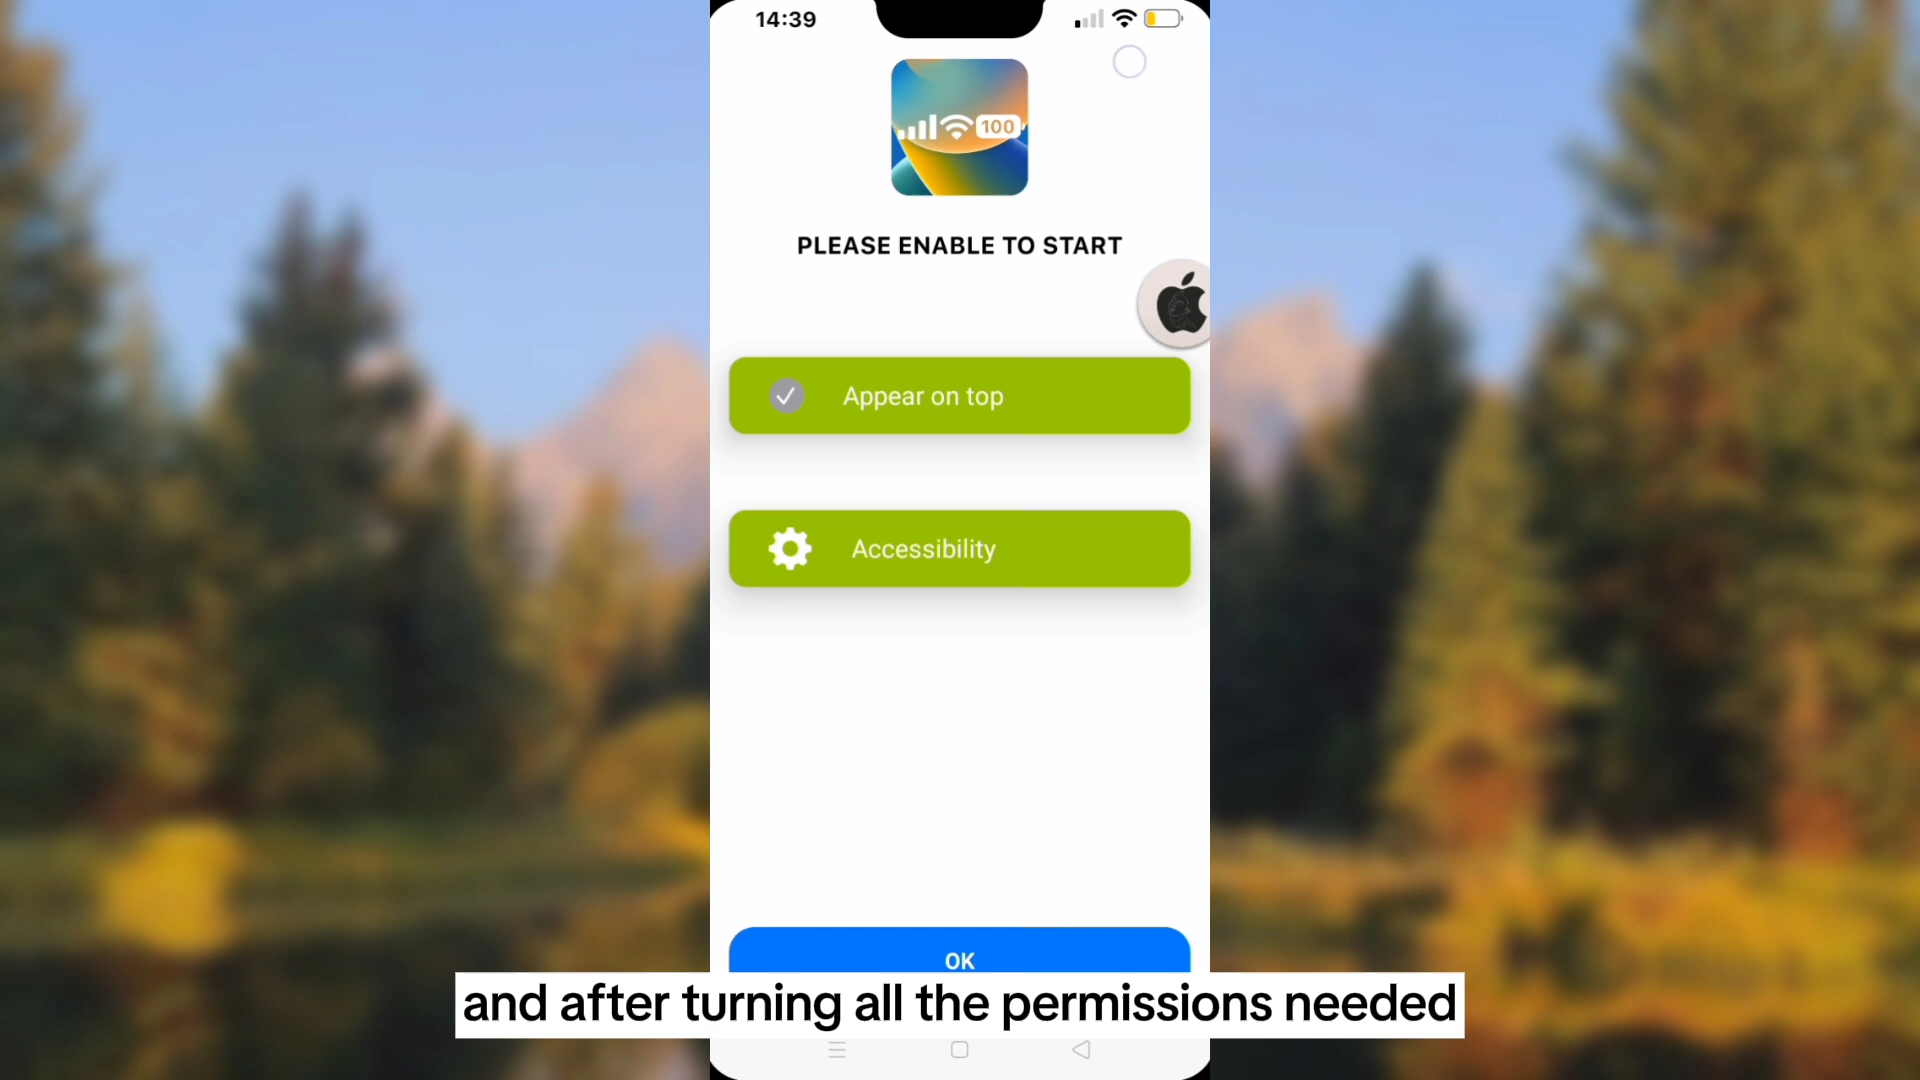 14:39
100
PLEASE ENABLE TO START
Appear on top
Accessibility
OK
and after turning all the permissions needed